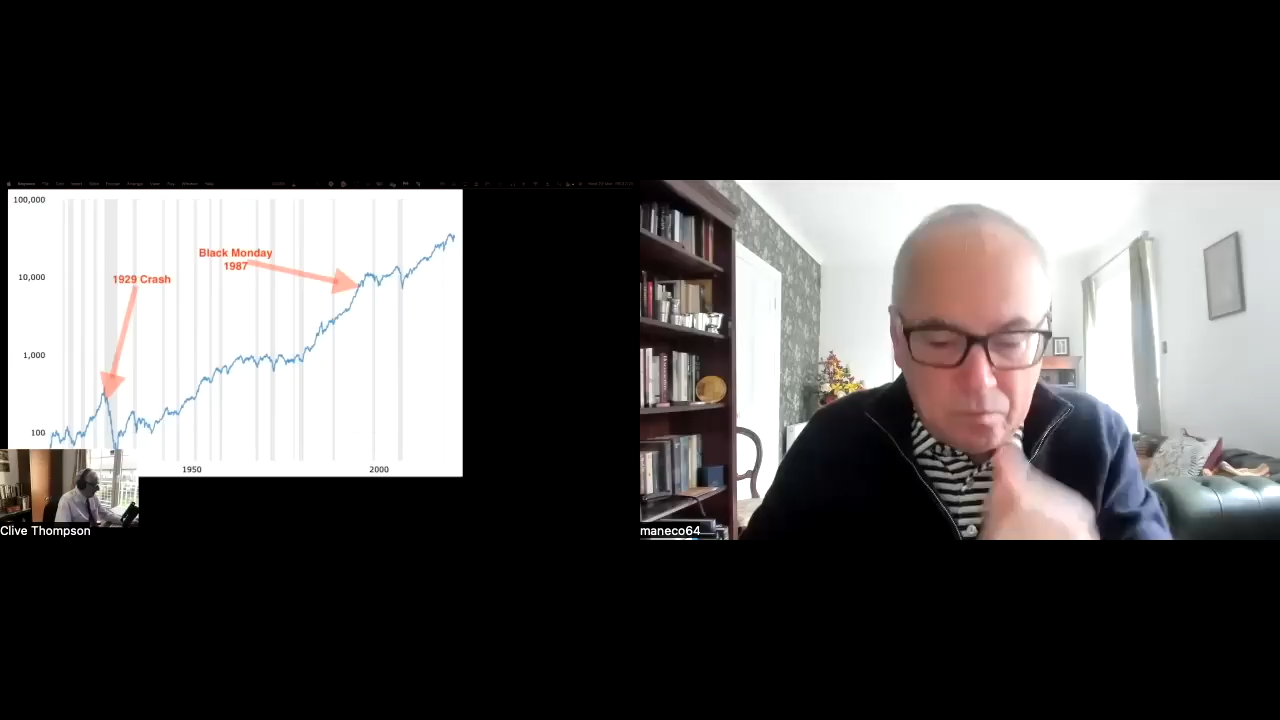 100,000
Black Monday
1987
10,000
1929 Crash
1,000
100
1950
2000
Clive Thompson
maneco64